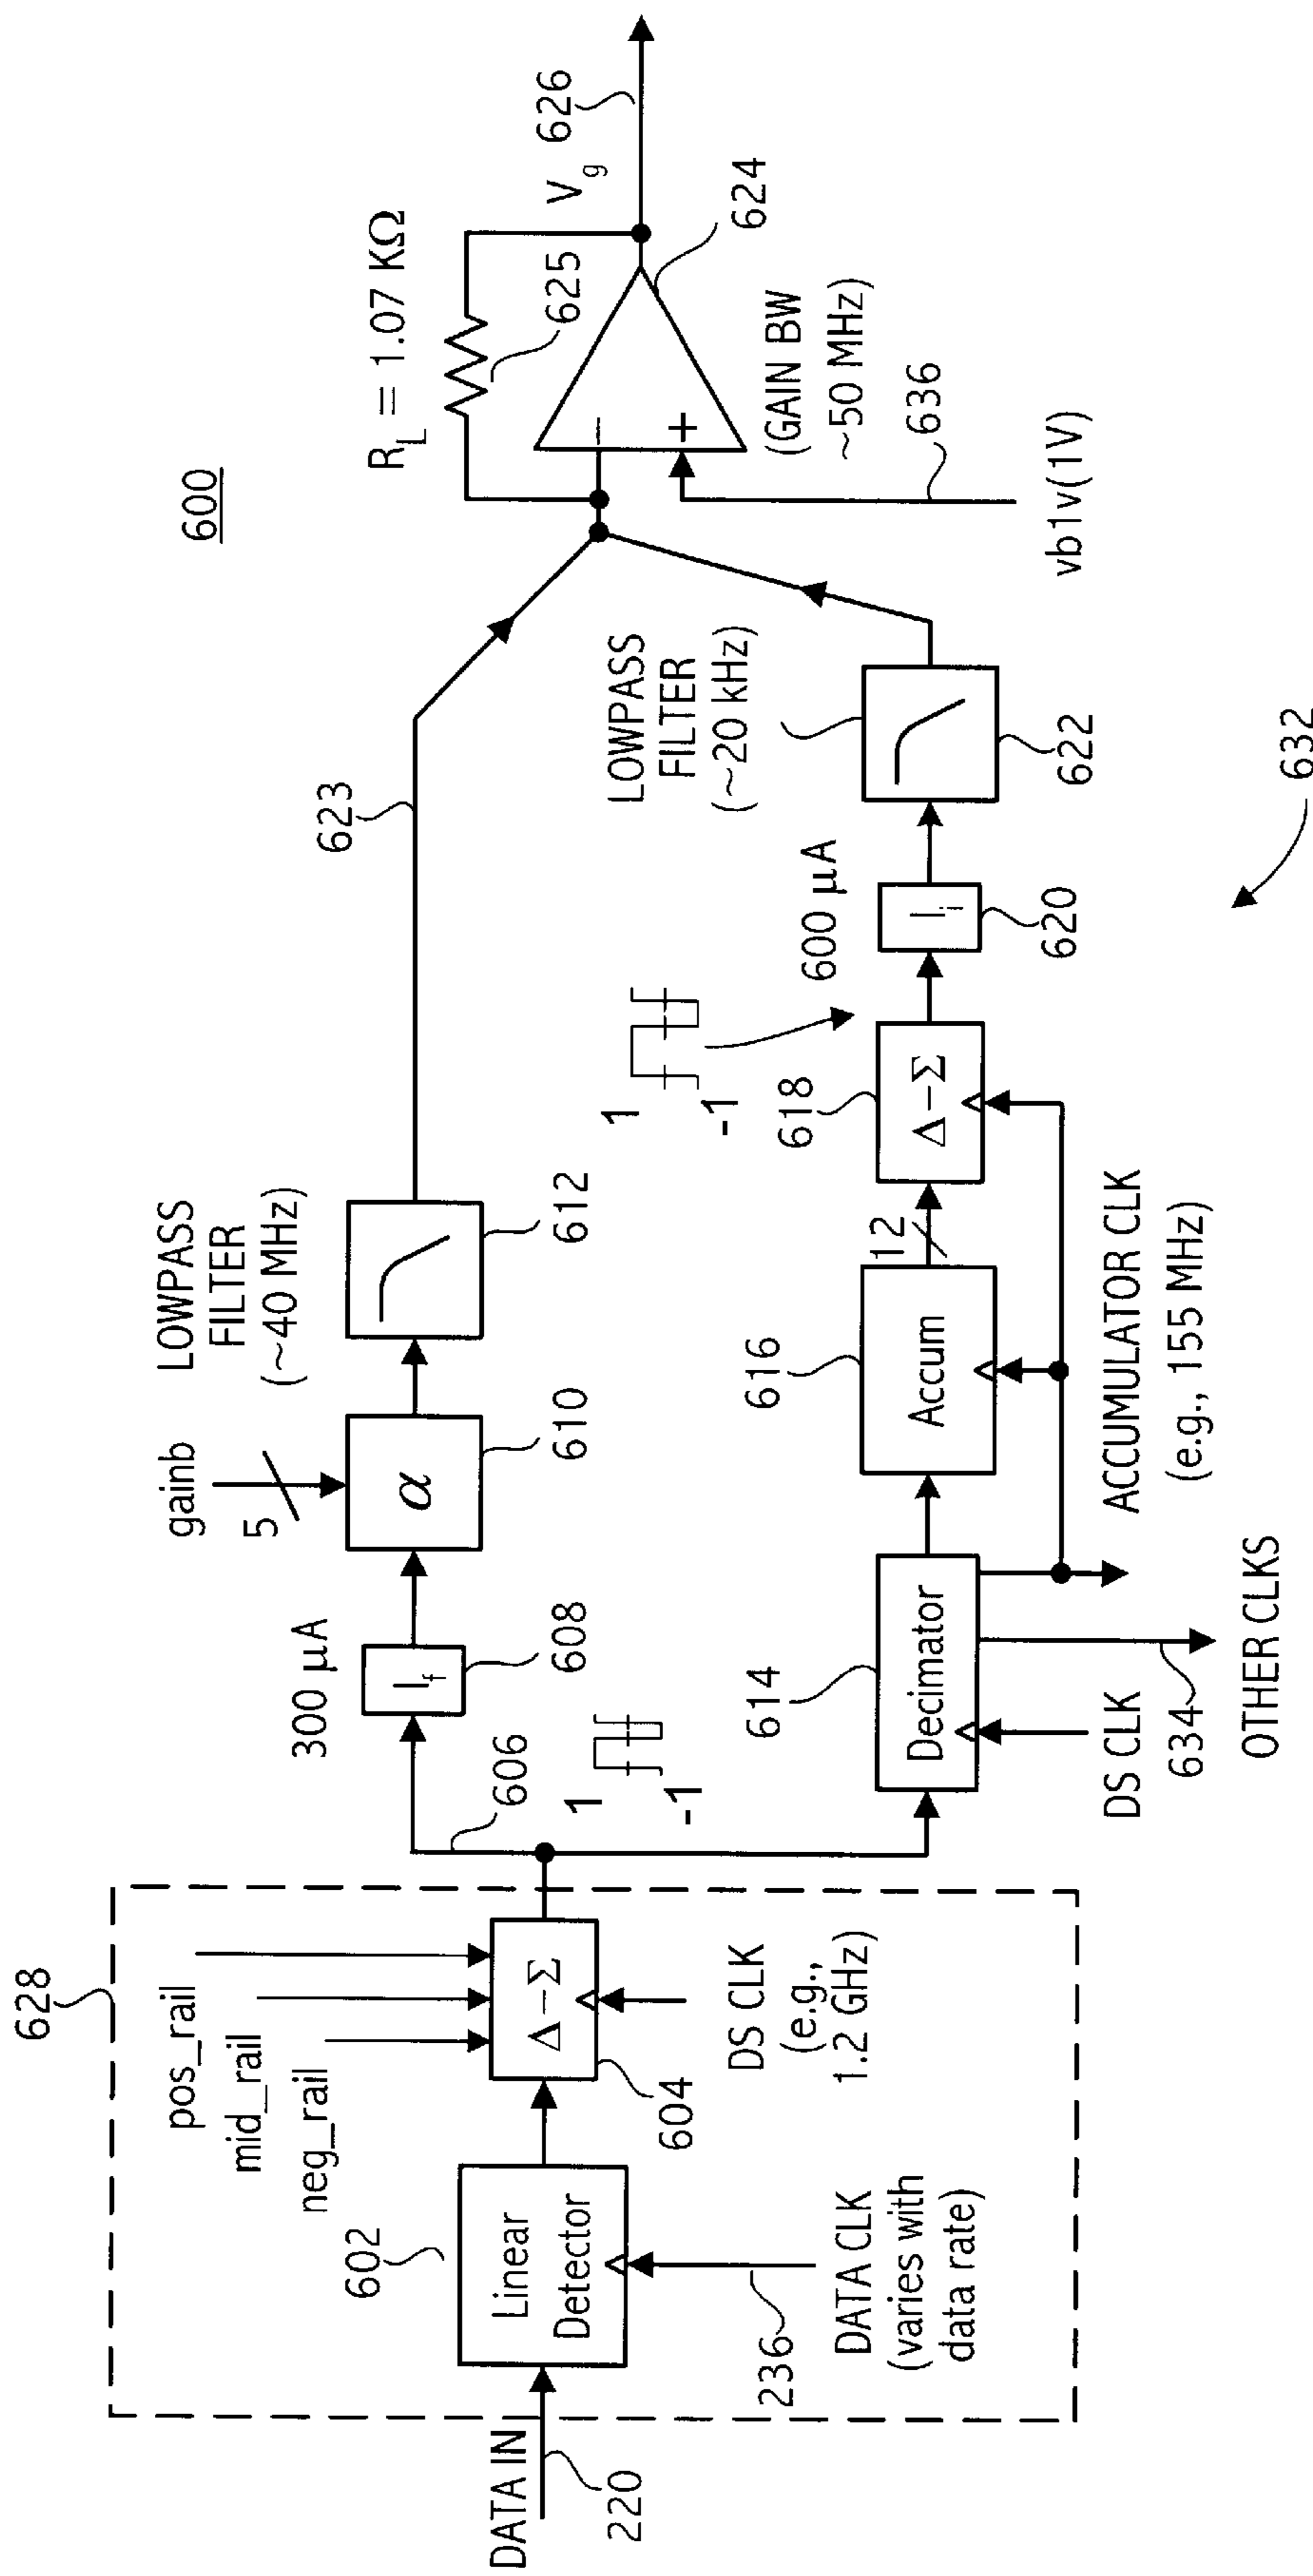 600
628
pos_rail
mid_rail
neg_rail
602
Linear
Detector
DATA IN
220
236
DATA CLK
(varies with
data rate)
Δ–Σ
604
DS CLK
(e.g.,
1.2 GHz)
606
1
-1
300 μA
If
608
gainb
5
α
610
LOWPASS
FILTER
(~40 MHz)
612
623
614
Decimator
DS CLK
634
OTHER CLKS
616
Accum
ACCUMULATOR CLK
(e.g., 155 MHz)
12
618
Δ–Σ
1
-1
600 μA
Ii
620
LOWPASS
FILTER
(~20 kHz)
622
632
RL = 1.07 KΩ
625
–
+
Vg
626
624
(GAIN BW
~50 MHz)
636
vb1v(1V)